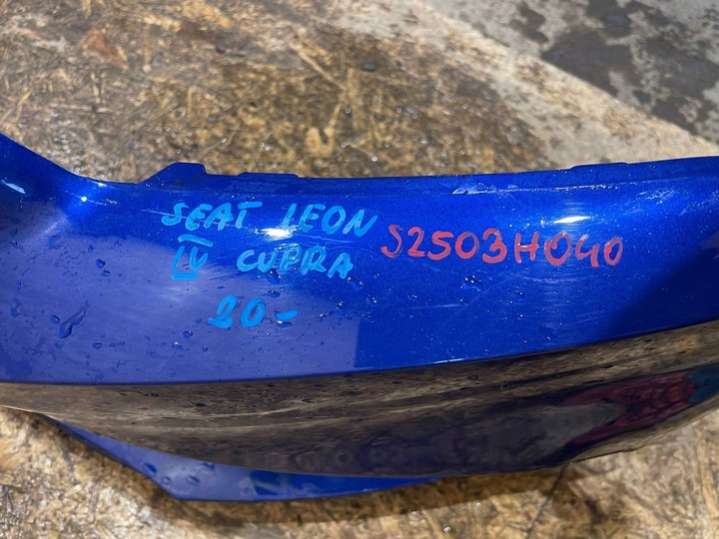 SEAT LEON
IV CUPRA
20-
S2503H040